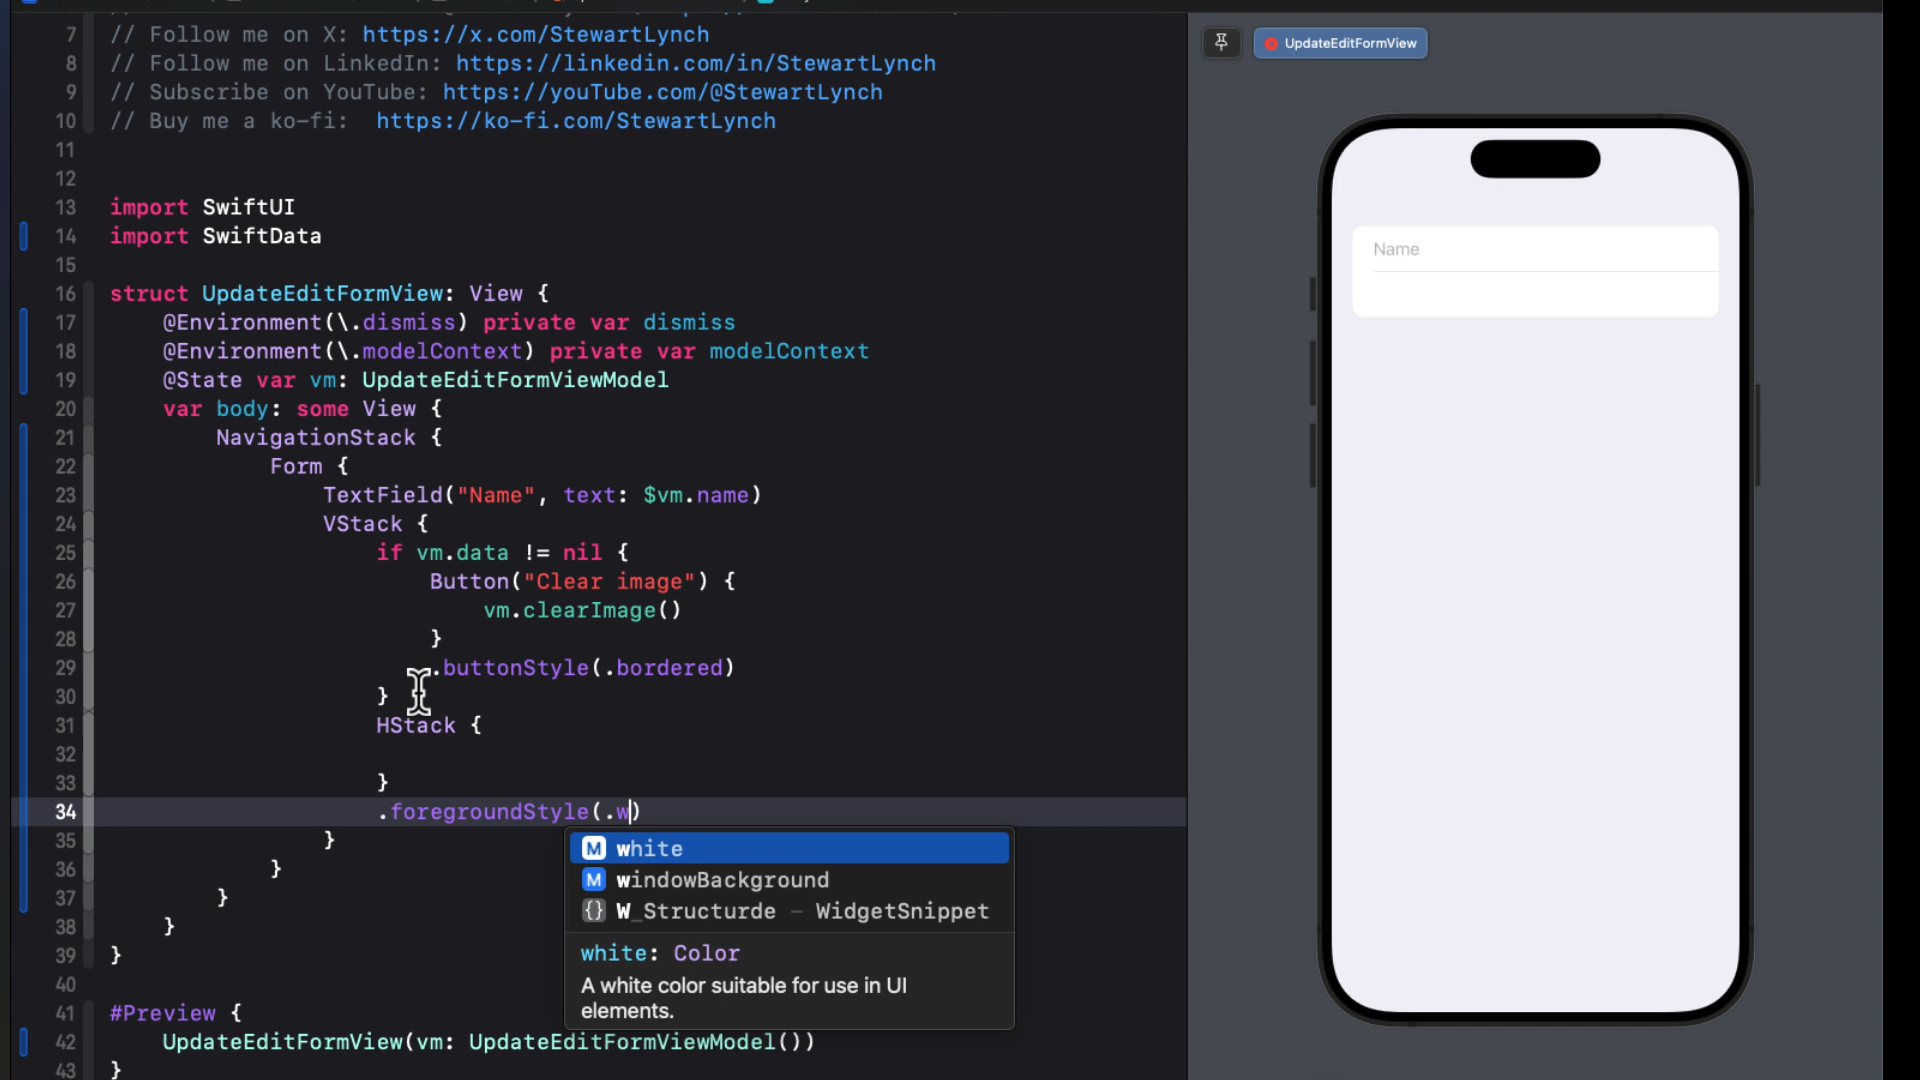 7 // Follow me on X: https://x.com/StewartLynch
8 // Follow me on LinkedIn: https://linkedin.com/in/StewartLynch
9 // Subscribe on YouTube: https://youTube.com/@StewartLynch
10 // Buy me a ko-fi:  https://ko-fi.com/StewartLynch
11
12
13 import SwiftUI
14 import SwiftData
15
16 struct UpdateEditFormView: View {
17     @Environment(\.dismiss) private var dismiss
18     @Environment(\.modelContext) private var modelContext
19     @State var vm: UpdateEditFormViewModel
20     var body: some View {
21         NavigationStack {
22             Form {
23                 TextField("Name", text: $vm.name)
24                 VStack {
25                     if vm.data != nil {
26                         Button("Clear image") {
27                             vm.clearImage()
28                         }
29                         .buttonStyle(.bordered)
30                     }
31                     HStack {
32
33                     }
34                     .foregroundStyle(.w)
35                 }
36             }
37         }
38     }
39 }
40
41 #Preview {
42     UpdateEditFormView(vm: UpdateEditFormViewModel())
43 }
M white
M windowBackground
{} W_Structurde – WidgetSnippet
white: Color
A white color suitable for use in UI
elements.
UpdateEditFormView
Name